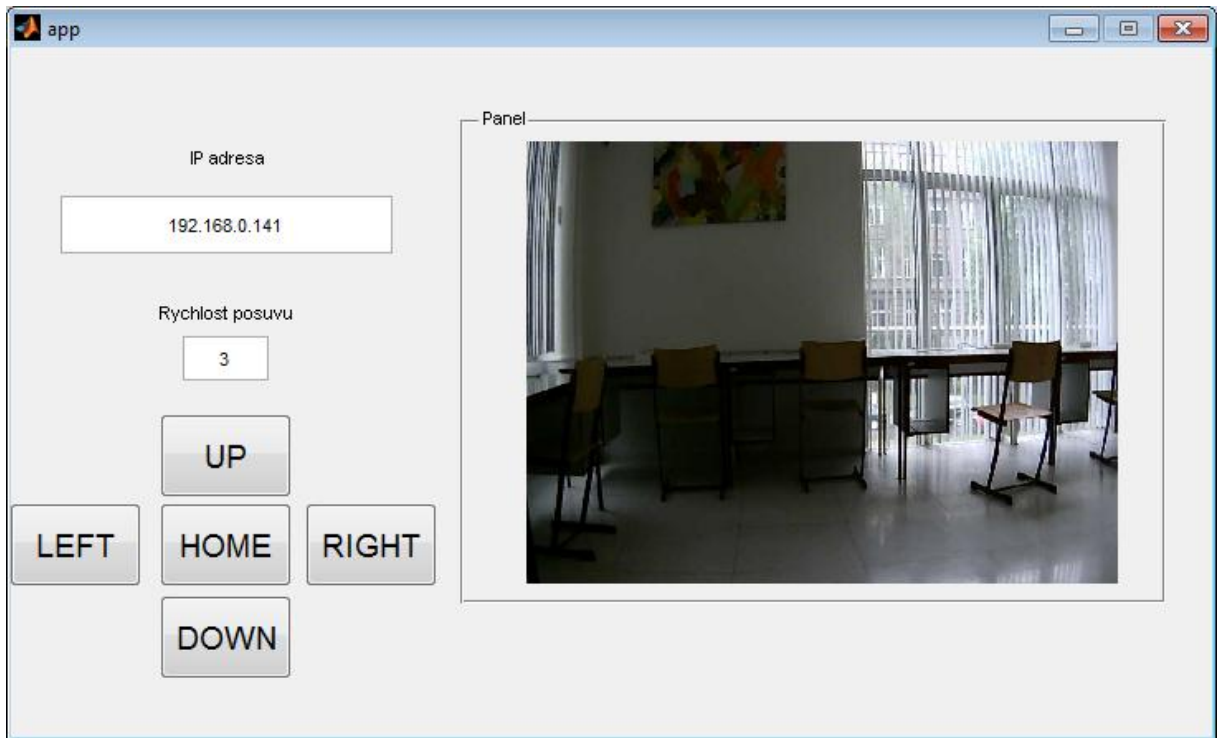 app
Panel
IP adresa
192.168.0.141
Rychlost posuvu
3
UP
LEFT HOME RIGHT
DOWN